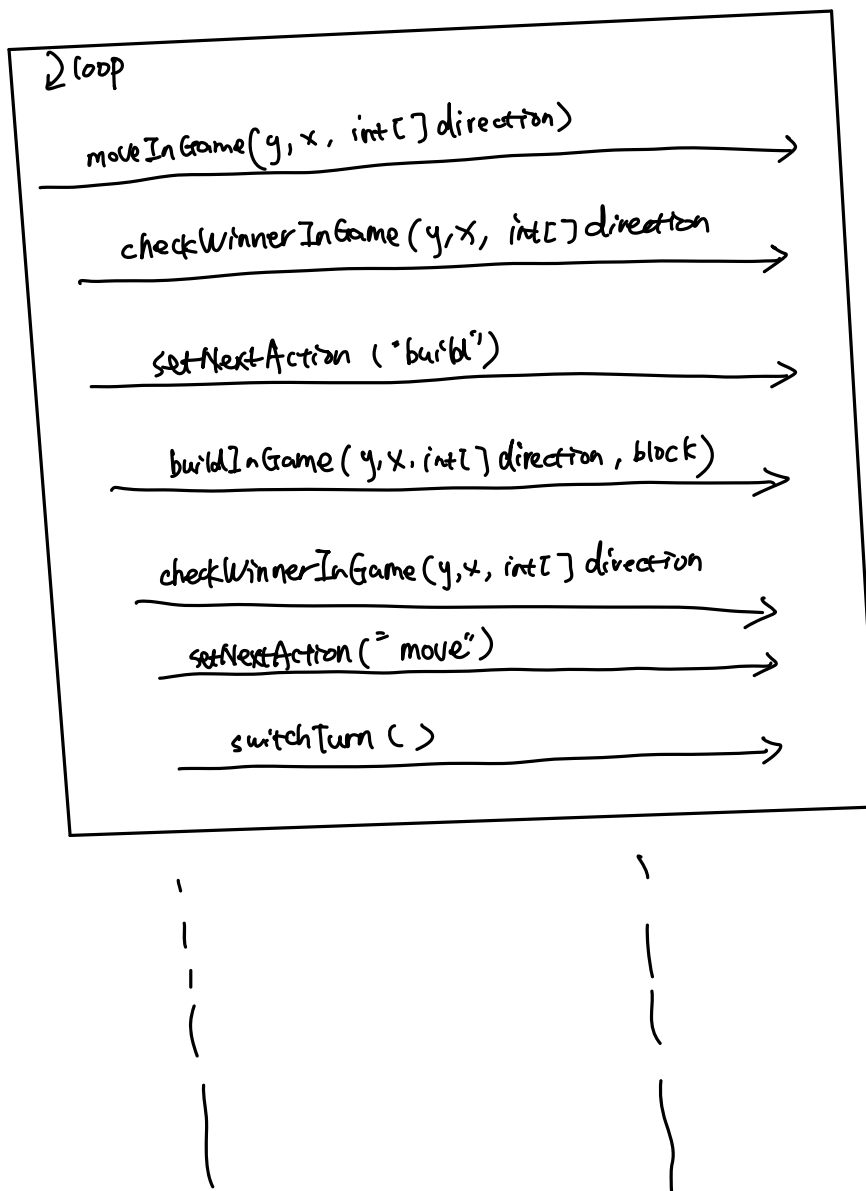 loop
moveInGame(y, x, int[] direction)
checkWinnerInGame(y,x, int[] direction
setNextAction ("build")
buildInGame(y,x, int[] direction, block)
checkWinnerInGame(y,x, int[] direction
setNextAction("move")
switchTurn()